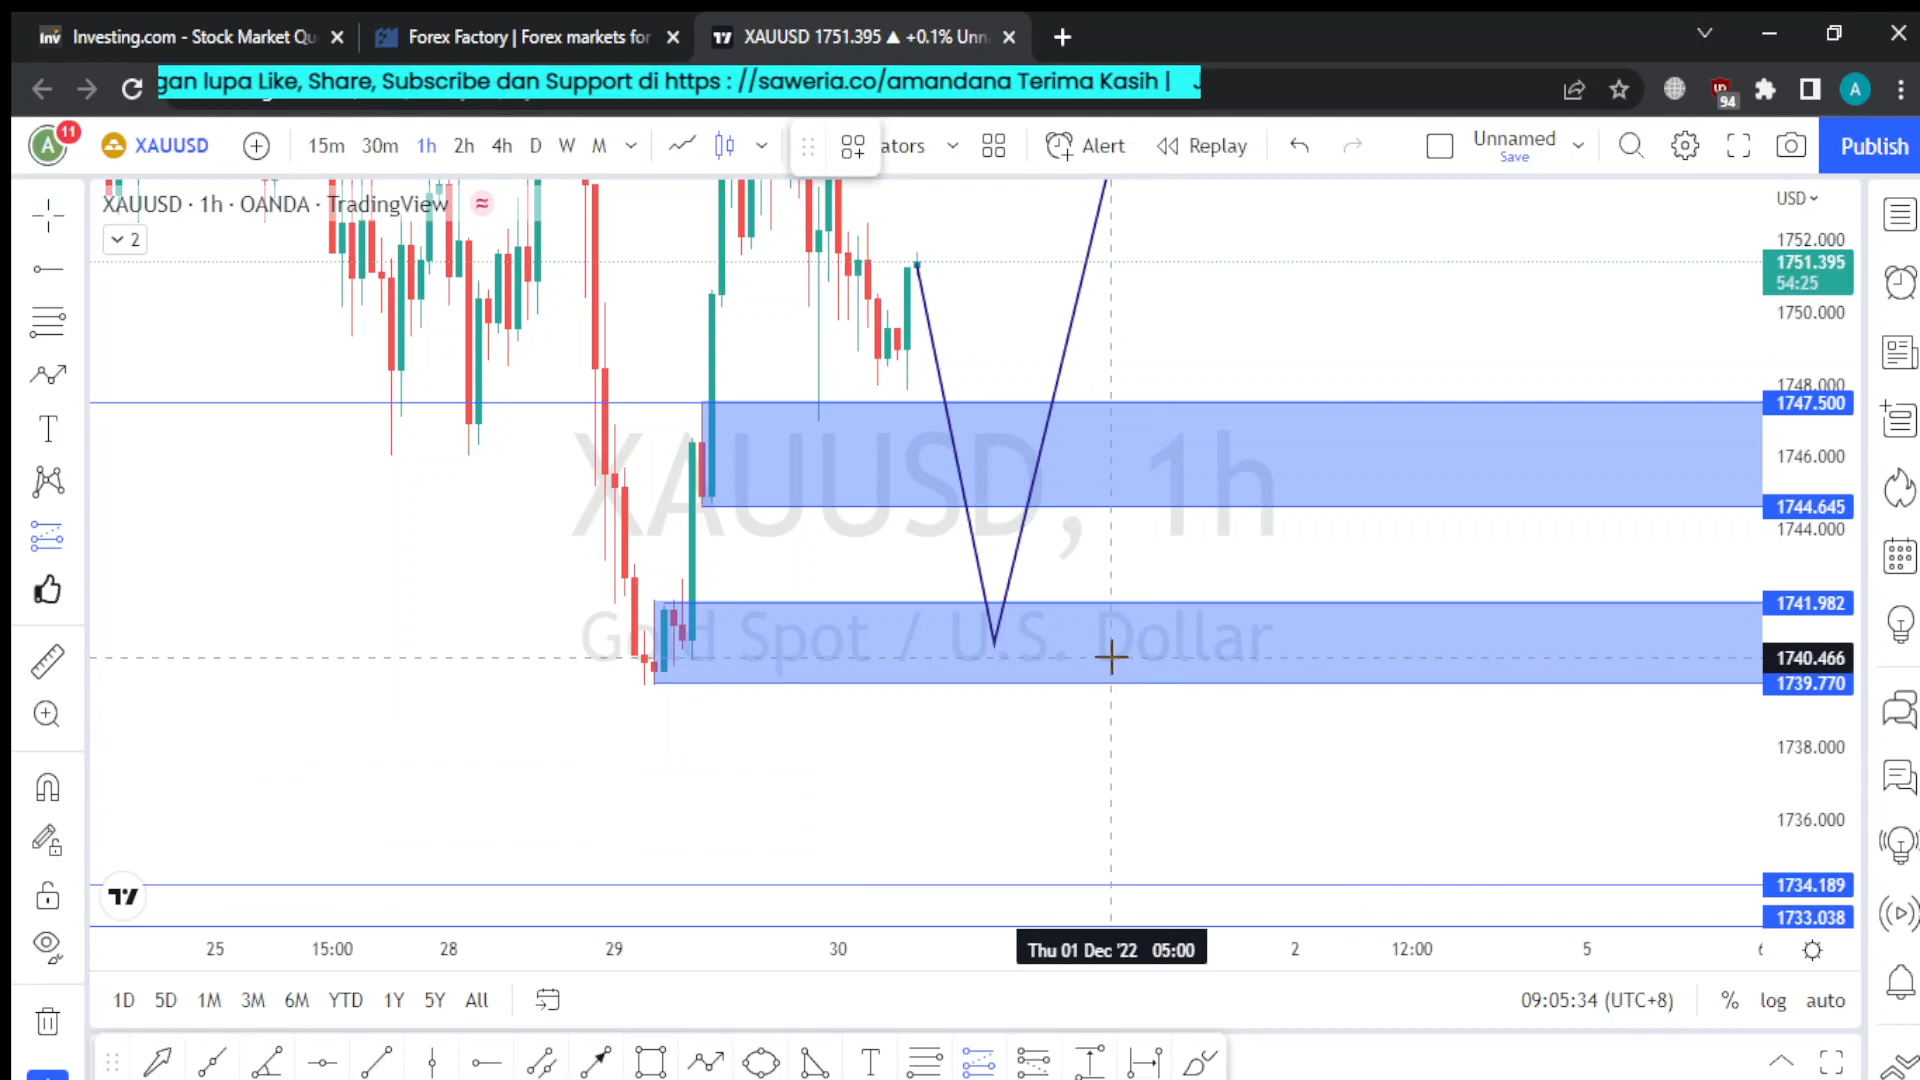 Inv Investing.com - Stock Market Qu
Forex Factory | Forex markets for
XAUUSD 1751.395 ▲ +0.1% Unn
gan lupa Like, Share, Subscribe dan Support di https : //saweria.co/amandana Terima Kasih | J
94
A
A 11
XAUUSD
15m 30m 1h 2h 4h D W M
ators
Alert
Replay
Unnamed
Save
Publish
XAUUSD · 1h · OANDA · TradingView
2
USD
1752.000
1751.395
54:25
1750.000
1748.000
1747.500
1746.000
1744.645
1744.000
1741.982
1740.466
1739.770
1738.000
1736.000
1734.189
1733.038
XAUUSD, 1h
Gold Spot / U.S. Dollar
25 15:00 28 29 30 Thu 01 Dec '22 05:00 2 12:00 5
1D 5D 1M 3M 6M YTD 1Y 5Y All
09:05:34 (UTC+8) % log auto